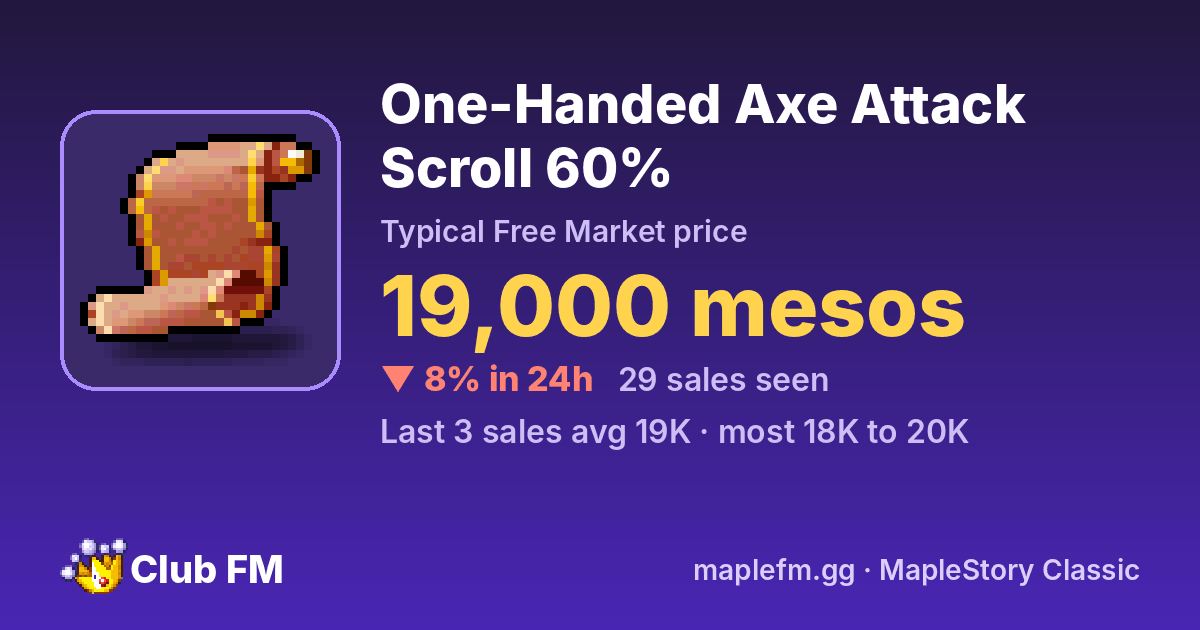 One-Handed Axe Attack
Scroll 60%
Typical Free Market price
19,000 mesos
▼ 8% in 24h 29 sales seen
Last 3 sales avg 19K · most 18K to 20K
Club FM
maplefm.gg · MapleStory Classic